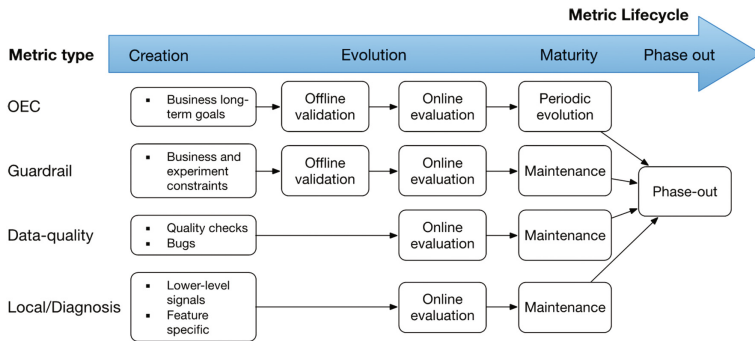 Metric Lifecycle
Metric type
Creation
Evolution
Maturity
Phase out
OEC
▪ Business long-
term goals
Offline
validation
Online
evaluation
Periodic
evolution
Guardrail
▪ Business and
experiment
constraints
Offline
validation
Online
evaluation
Maintenance
Phase-out
Data-quality
▪ Quality checks
▪ Bugs
Online
evaluation
Maintenance
Local/Diagnosis
▪ Lower-level
signals
▪ Feature
specific
Online
evaluation
Maintenance